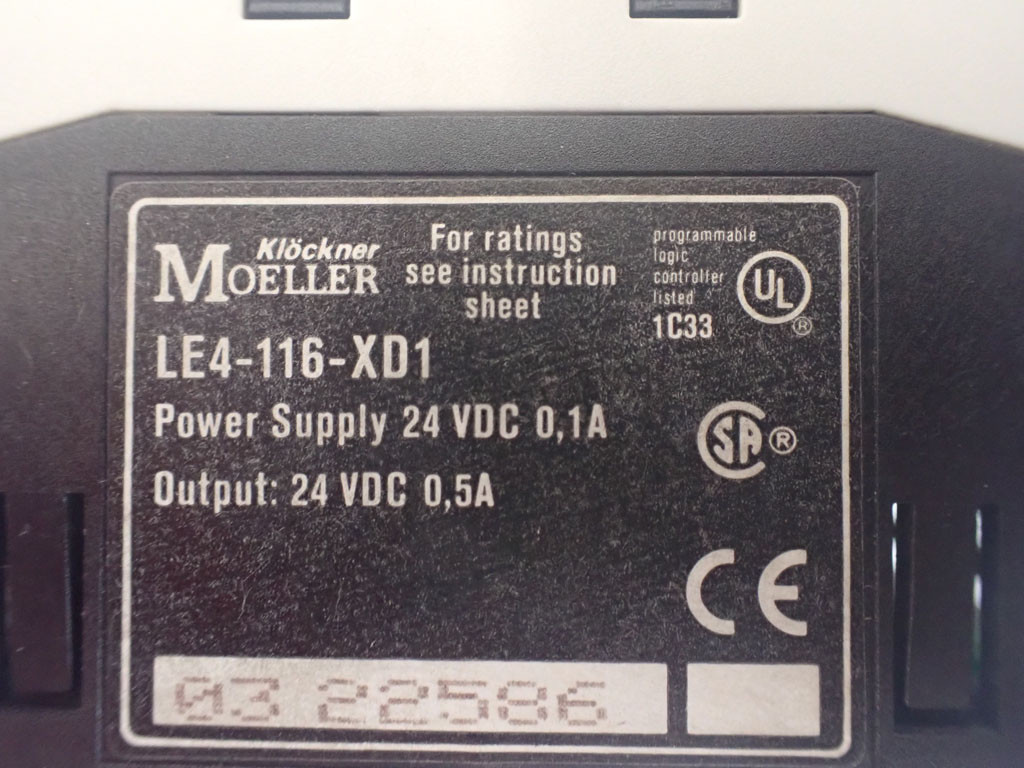 Klöckner
MOELLER
For ratings
see instruction
sheet
programmable
logic
controller
listed
1C33
UL
®
LE4-116-XD1
Power Supply 24 VDC 0,1A
SA ®
Output: 24 VDC 0,5A
CE
03 22586